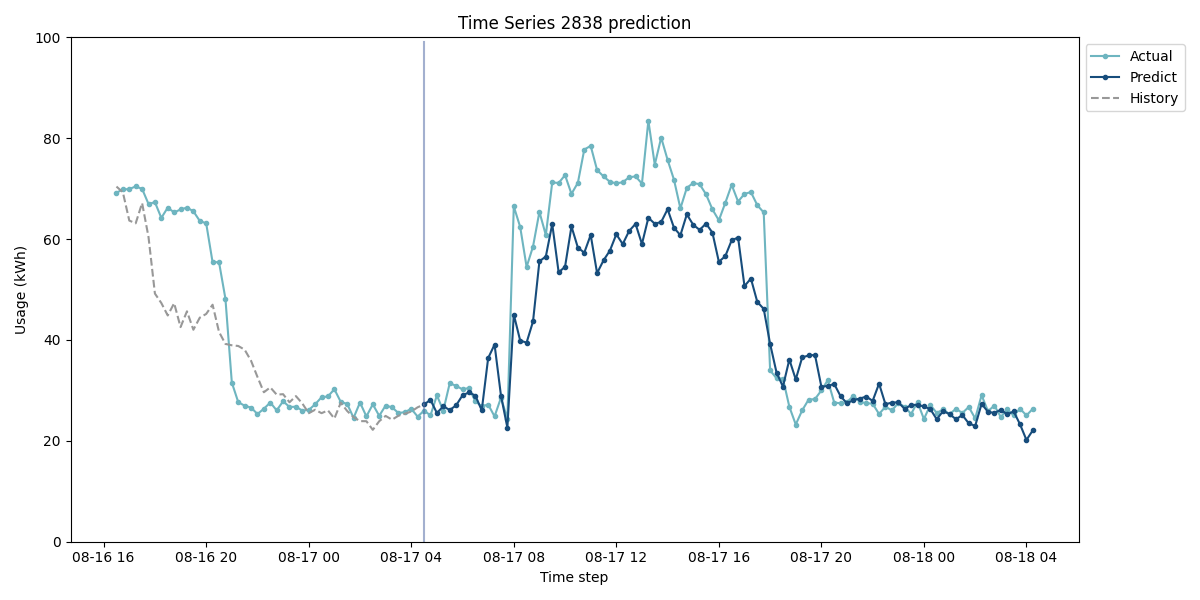 Time Series 2838 prediction
Usage (kWh)
100
80
60
40
20
0
08-16 16
08-16 20
08-17 00
08-17 04
08-17 08
08-17 12
08-17 16
08-17 20
08-18 00
08-18 04
Time step
Actual
Predict
History